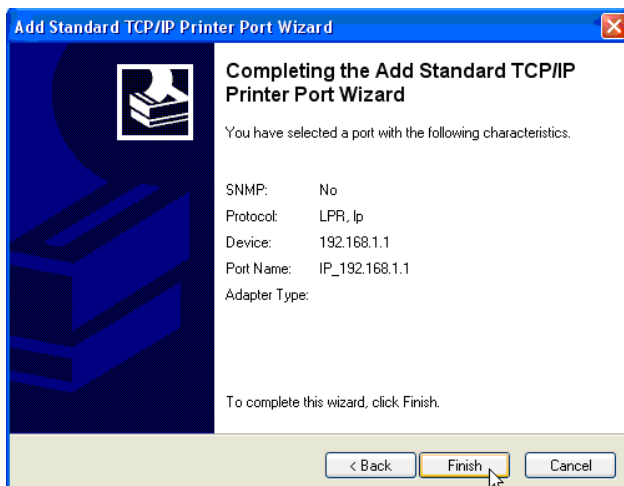 Add Standard TCP/IP Printer Port Wizard
Completing the Add Standard TCP/IP
Printer Port Wizard
You have selected a port with the following characteristics.
SNMP: No
Protocol: LPR, lp
Device: 192.168.1.1
Port Name: IP_192.168.1.1
Adapter Type:
To complete this wizard, click Finish.
< Back Finish Cancel